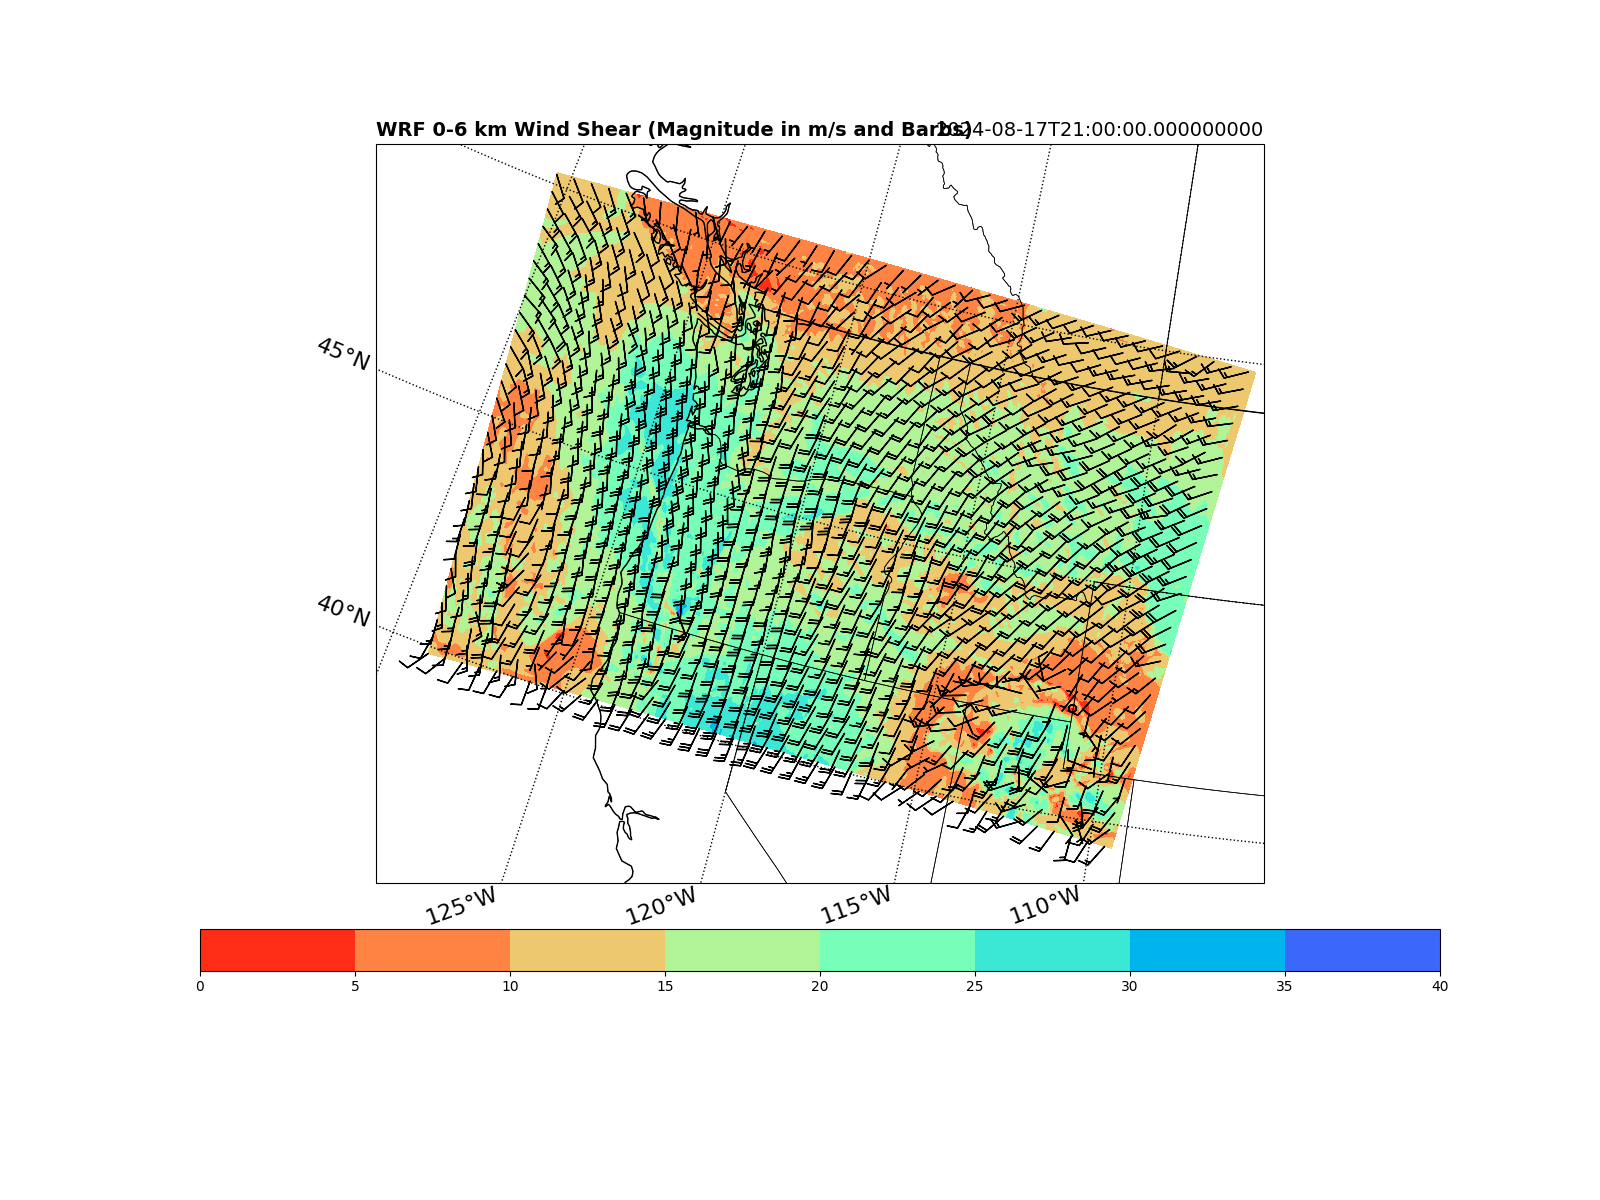 WRF 0-6 km Wind Shear (Magnitude in m/s and Barbs)
2024-08-17T21:00:00.000000000
45°N
40°N
125°W 120°W 115°W 110°W
0 5 10 15 20 25 30 35 40